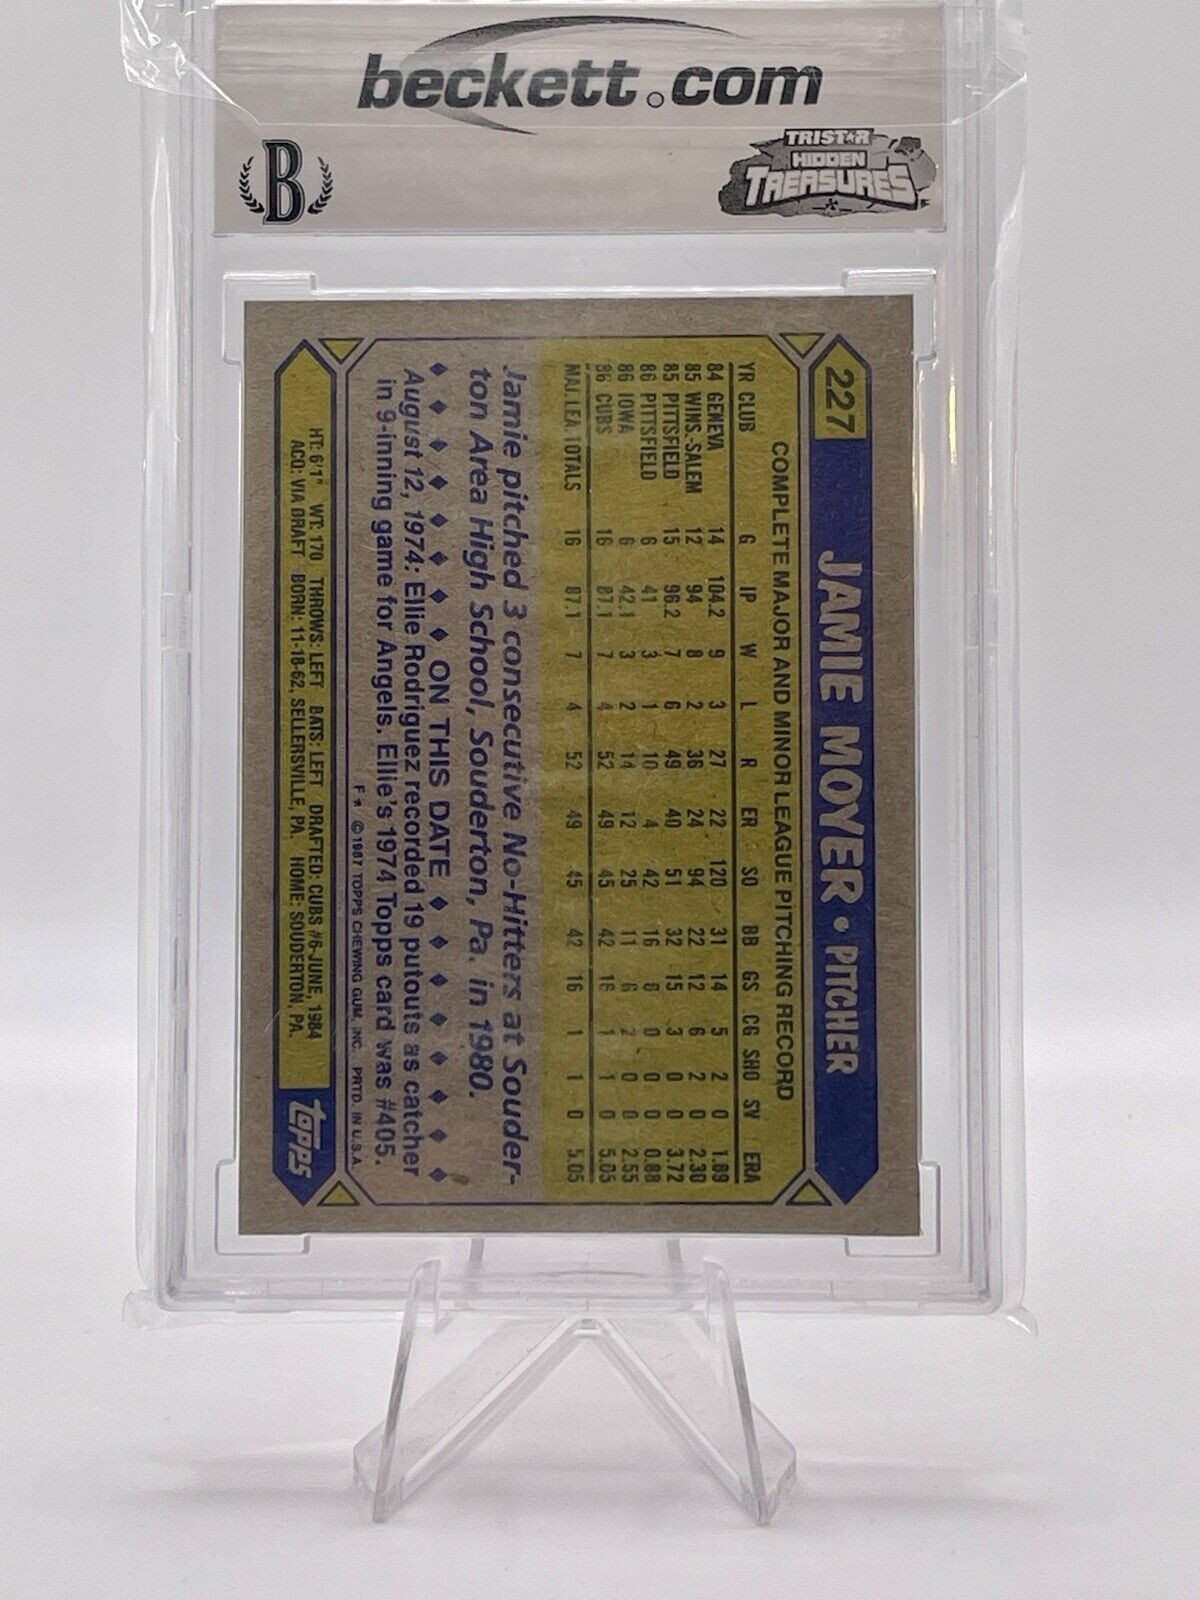 beckett.com
B
TRISTAR
HIDDEN
TREASURES
227 JAMIE MOYER • PITCHER
COMPLETE MAJOR AND MINOR LEAGUE PITCHING RECORD
YR CLUB G IP W L R ER SO BB GS CG SHO SV ERA
84 GENEVA 14 104.2 9 3 27 22 120 31 14 5 2 0 1.89
85 WINS.-SALEM 12 94 8 2 36 24 94 22 12 6 2 0 2.30
85 PITTSFIELD 15 96.2 7 6 49 40 51 32 15 3 0 0 3.72
86 PITTSFIELD 6 41 3 1 10 4 42 16 6 0 0 0 0.88
86 IOWA 6 42.1 3 2 14 12 25 11 6 2 0 0 2.55
86 CUBS 16 87.1 7 4 52 49 45 42 16 1 1 0 5.05
MAJ. LEA TOTALS 16 87.1 7 4 52 49 45 42 16 1 1 0 5.05
Jamie pitched 3 consecutive No-Hitters at Souder-
ton Area High School, Souderton, Pa. in 1980.
ON THIS DATE
August 12, 1974: Ellie Rodriguez recorded 19 putouts as catcher
in 9-inning game for Angels. Ellie's 1974 Topps card was #405.
F* © 1987 TOPPS CHEWING GUM, INC. PRTD. IN U.S.A.
HT: 6'1" WT: 170 THROWS: LEFT BATS: LEFT DRAFTED: CUBS #6-JUNE, 1984
ACQ: VIA DRAFT BORN: 11-18-62, SELLERSVILLE, PA. HOME: SOUDERTON, PA.
topps